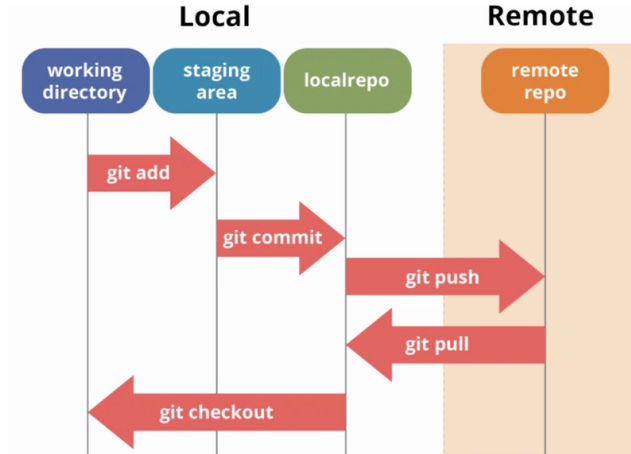 Local
Remote
working
directory
staging
area
localrepo
remote
repo
git add
git commit
git push
git pull
git checkout